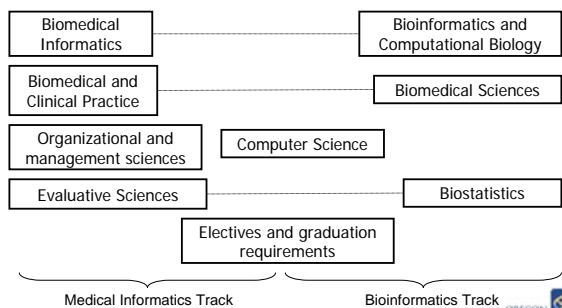 Biomedical
Informatics
Bioinformatics and
Computational Biology
Biomedical and
Clinical Practice
Biomedical Sciences
Organizational and
management sciences
Computer Science
Evaluative Sciences
Biostatistics
Electives and graduation
requirements
Medical Informatics Track
Bioinformatics Track
OREGON